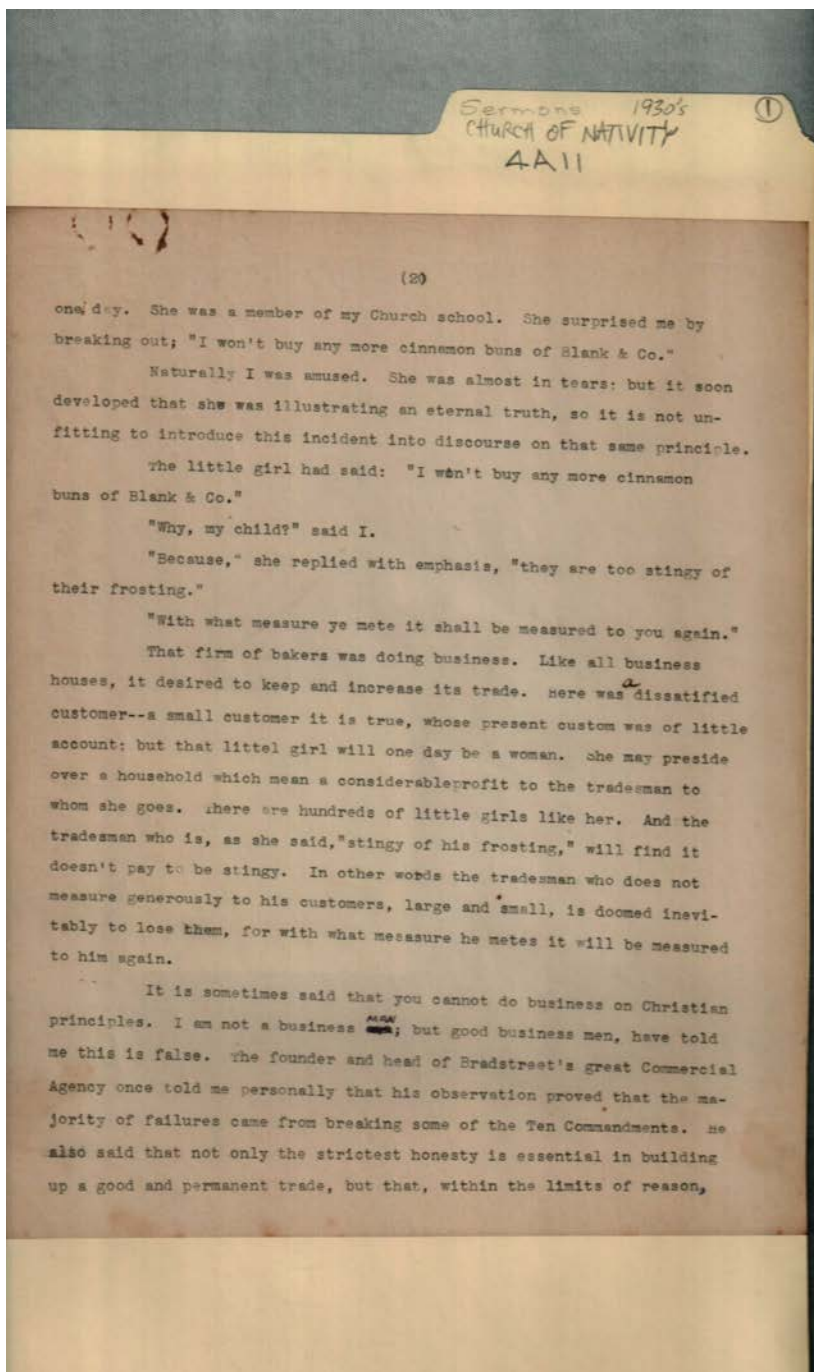 Sermons 1930's ①
CHURCH OF NATIVITY
4A11
(2)
one day. She was a member of my Church school. She surprised me by
breaking out; "I won't buy any more cinnamon buns of Blank & Co."
Naturally I was amused. She was almost in tears: but it soon
developed that she was illustrating an eternal truth, so it is not un-
fitting to introduce this incident into discourse on that same principle.
The little girl had said: "I won't buy any more cinnamon
buns of Blank & Co."
"Why, my child?" said I.
"Because," she replied with emphasis, "they are too stingy of
their frosting."
"With what measure ye mete it shall be measured to you again."
That firm of bakers was doing business. Like all business
houses, it desired to keep and increase its trade. Here was a dissatified
customer--a small customer it is true, whose present custom was of little
account: but that littel girl will one day be a woman. She may preside
over a household which mean a considerableprofit to the tradesman to
whom she goes. There are hundreds of little girls like her. And the
tradesman who is, as she said,"stingy of his frosting," will find it
doesn't pay to be stingy. In other words the tradesman who does not
measure generously to his customers, large and small, is doomed inevi-
tably to lose them, for with what mesasure he metes it will be measured
to him again.
It is sometimes said that you cannot do business on Christian
principles. I am not a business man; but good business men, have told
me this is false. The founder and head of Bradstreet's great Commercial
Agency once told me personally that his observation proved that the ma-
jority of failures came from breaking some of the Ten Commandments. He
also said that not only the strictest honesty is essential in building
up a good and permanent trade, but that, within the limits of reason,